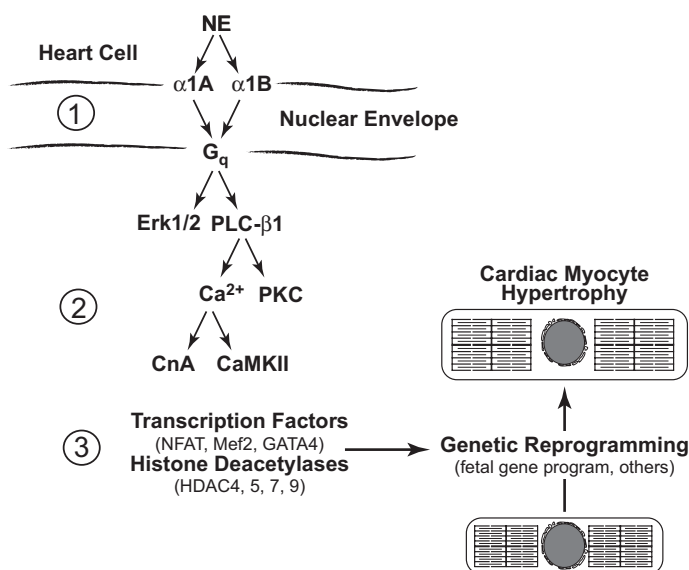 NE
Heart Cell
α1A α1B
1
Nuclear Envelope
Gq
Erk1/2 PLC-β1
Cardiac Myocyte
Hypertrophy
2
Ca2+ PKC
CnA CaMKII
Transcription Factors
(NFAT, Mef2, GATA4)
3
Histone Deacetylases
(HDAC4, 5, 7, 9)
Genetic Reprogramming
(fetal gene program, others)